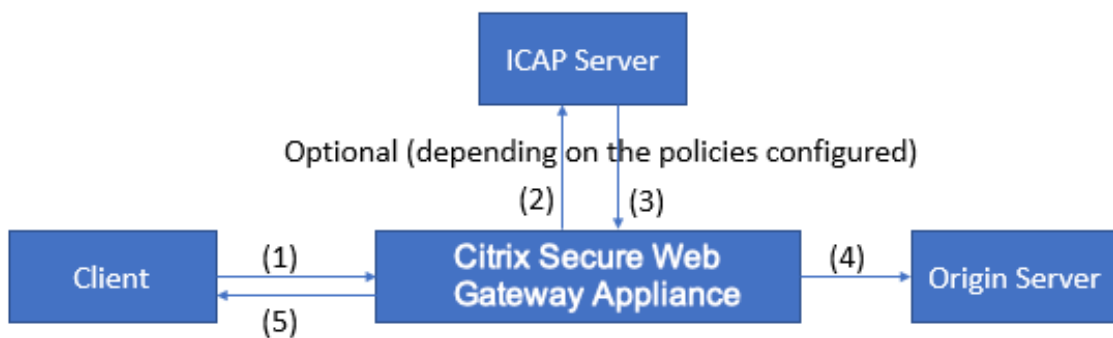 ICAP Server
Optional (depending on the policies configured)
(2)
(3)
Client
(1)
(5)
Citrix Secure Web
Gateway Appliance
(4)
Origin Server